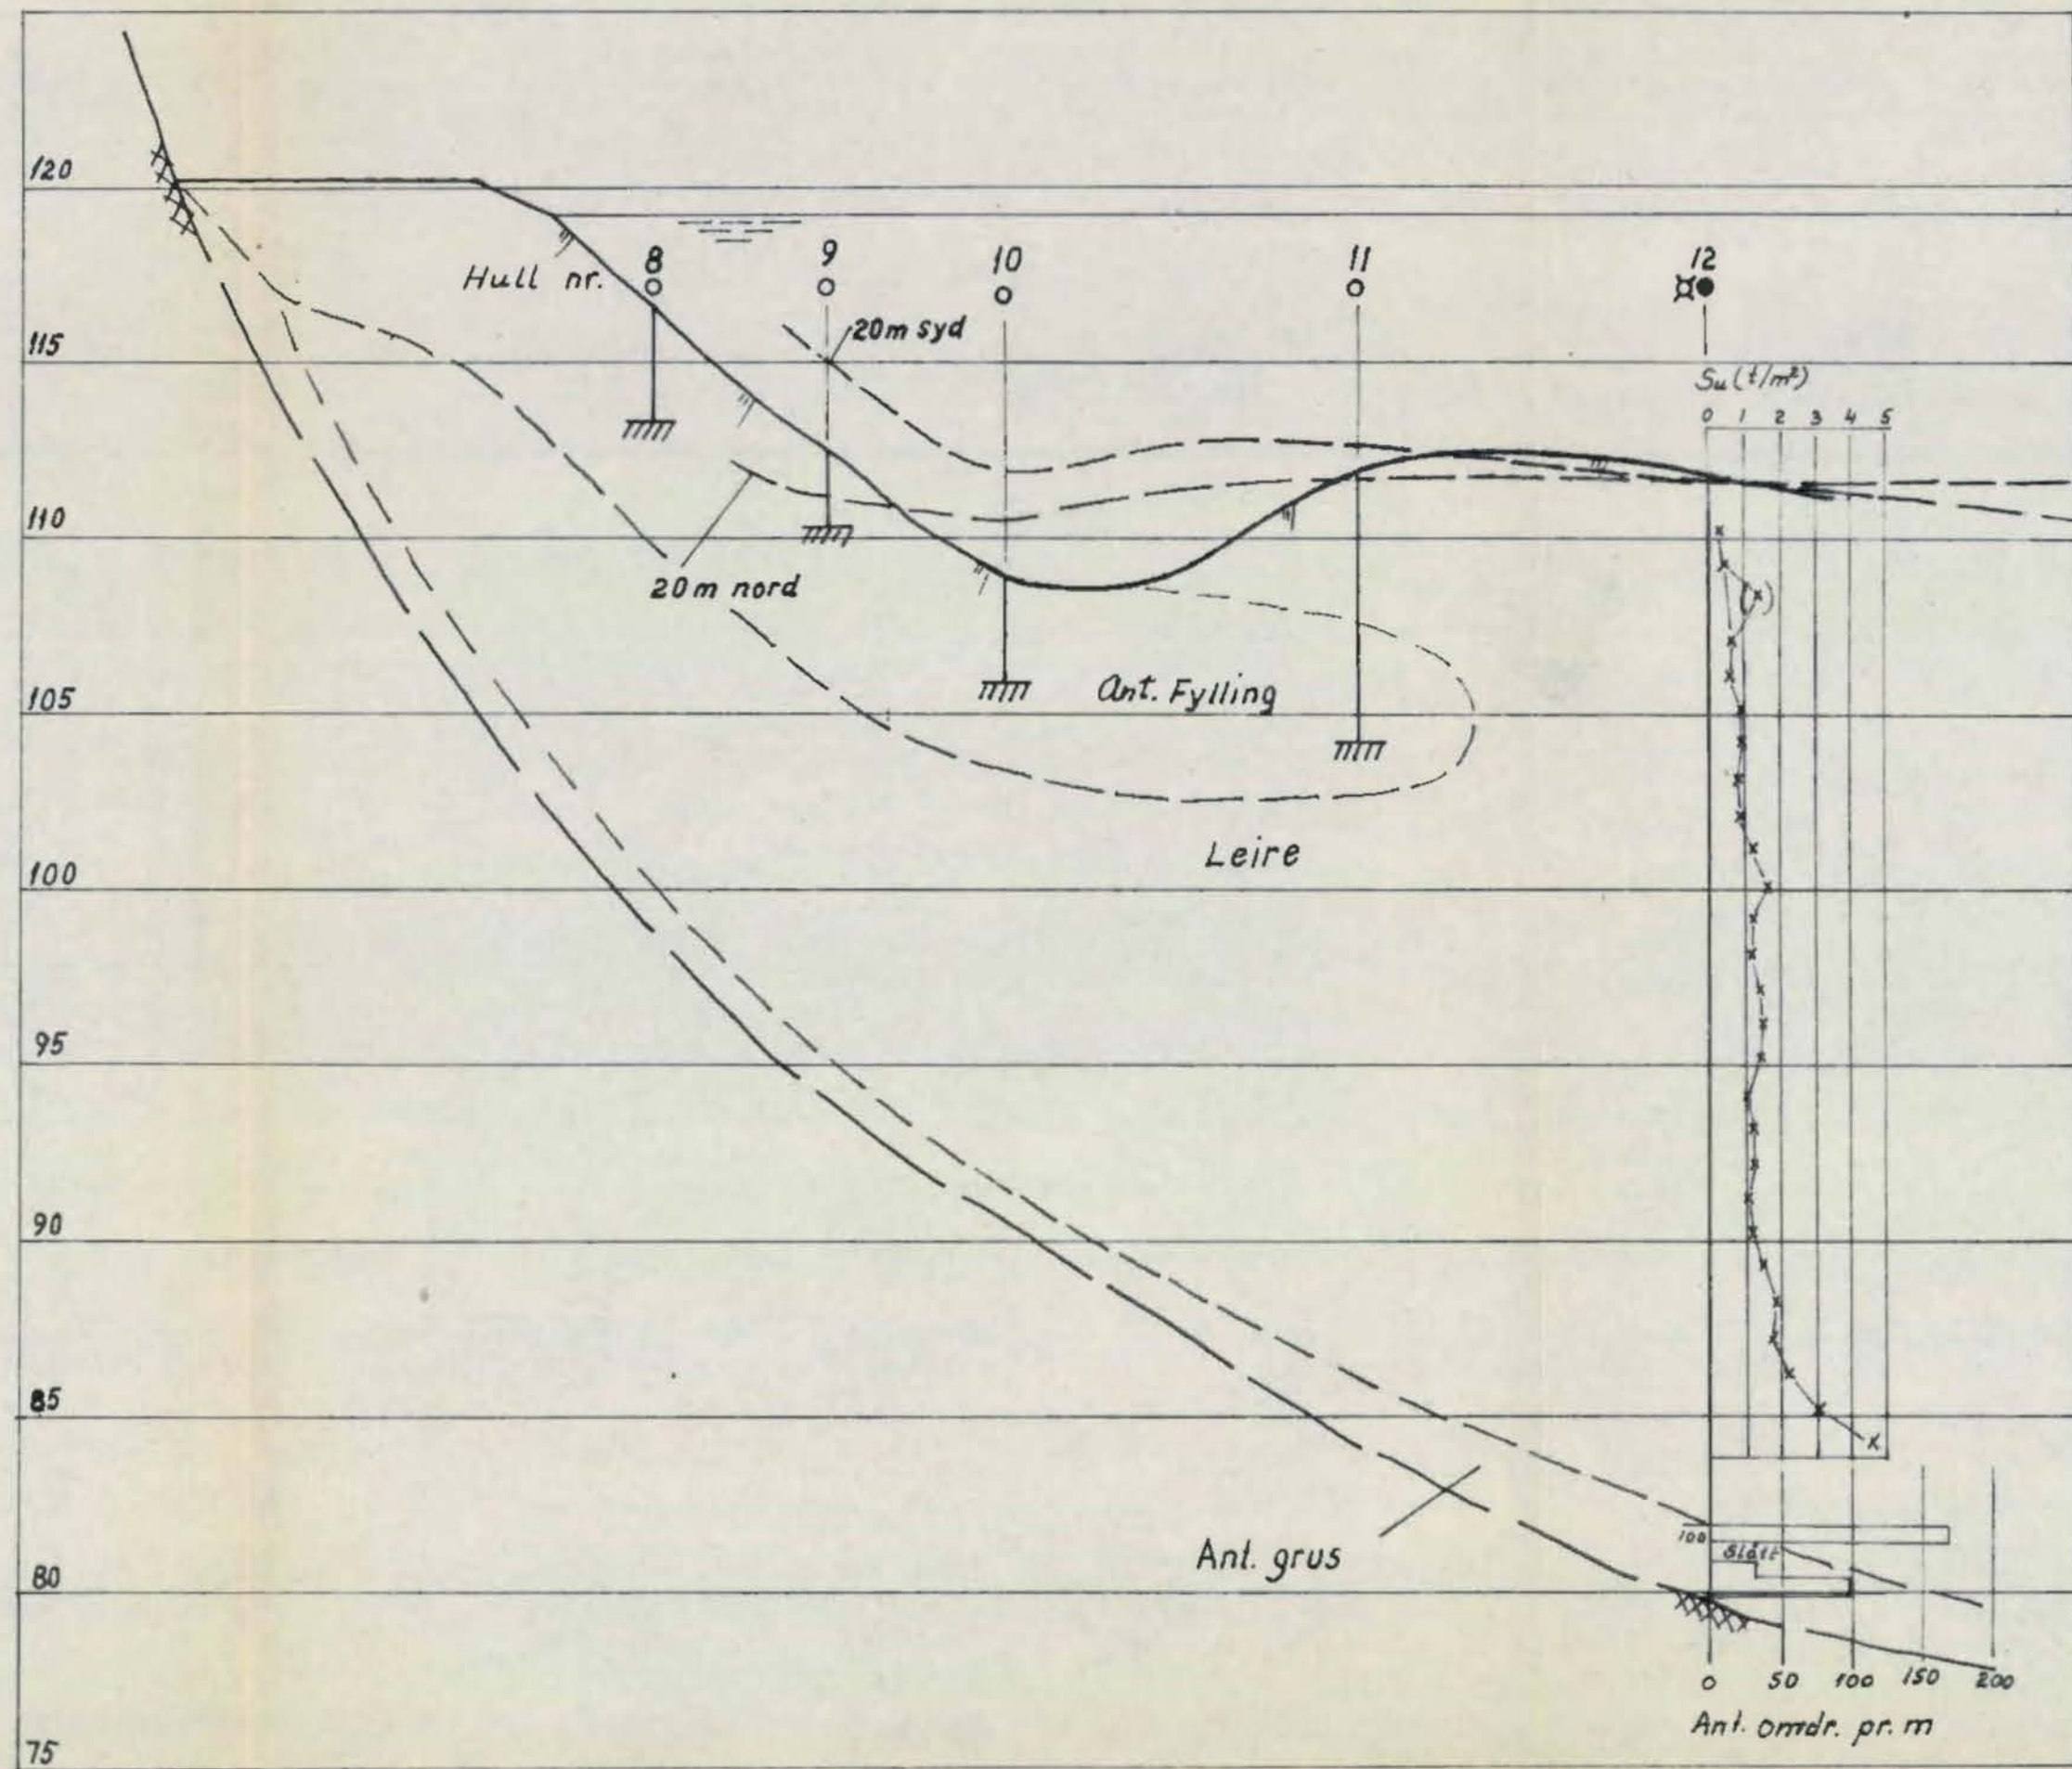 120
8 9 10 11 12
Hull nr.
20m syd
115
Su (t/m²)
0 1 2 3 4 5
110
20m nord
105
Ant. Fylling
Leire
100
95
90
85
100
Slått
Ant. grus
80
0 50 100 150 200
Ant. omdr. pr. m
75